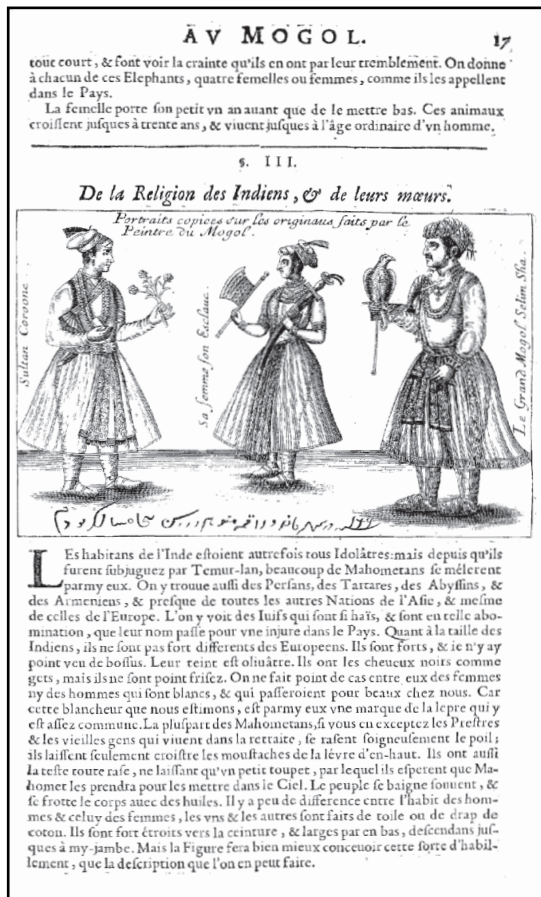 AV MOGOL. 17
tout court, & ſont voir la crainte qu'ils en ont par leur tremblement. On donne
à chacun de ces Elephants, quatre femelles ou femmes, comme ils les appellent
dans le Pays.
La femelle porte ſon petit vn an auant que de le mettre bas. Ces animaux
croiſſent juſques à trente ans, & viuent juſques à l'âge ordinaire d'vn homme.
§. III.
De la Religion des Indiens, & de leurs mœurs.
Portraits copiées sur les originaus faits par le
Peintre du Mogol.
Sultan Coroone.
Sa femme son Esclaue.
Le Grand Mogol Selim Sha.
LEs habitans de l'Inde eſtoient autrefois tous Idolâtres: mais depuis qu'ils
furent ſubjuguez par Temur-lan, beaucoup de Mahometans ſe mêlerent
parmy eux. On y trouue auſſi des Perſans, des Tartares, des Abyſſins, &
des Armeniens, & preſque de toutes les autres Nations de l'Aſie, & meſme
de celles de l'Europe. L'on y voit des Iuifs qui ſont ſi haïs, & ſont en telle abo-
mination, que leur nom paſſe pour vne injure dans le Pays. Quant à la taille des
Indiens, ils ne ſont pas fort differents des Europeens. Ils ſont forts, & ie n'y ay
point veu de boſſus. Leur teint eſt oliuâtre. Ils ont les cheueux noirs comme
gets, mais ils ne ſont point friſez. On ne fait point de cas entre eux des femmes
ny des hommes qui ſont blancs, & qui paſſeroient pour beaux chez nous. Car
cette blancheur que nous eſtimons, eſt parmy eux vne marque de la lepre qui y
eſt aſſez commune. La pluſpart des Mahometans, ſi vous en exceptez les Preſtres
& les vieilles gens qui viuent dans la retraite, ſe raſent ſoigneuſement le poil;
ils laiſſent ſeulement croiſtre les mouſtaches de la lévre d'en-haut. Ils ont auſſi
la teſte toute raſe, ne laiſſant qu'vn petit toupet, par lequel ils eſperent que Ma-
homet les prendra pour les mettre dans le Ciel. Le peuple ſe baigne ſouuent, &
ſe frotte le corps auec des huiles. Il y a peu de difference entre l'habit des hom-
mes & celuy des femmes, les vns & les autres ſont faits de toile ou de drap de
coton. Ils ſont fort étroits vers la ceinture, & larges par en bas, deſcendans juſ-
ques à my-jambe. Mais la Figure fera bien mieux conceuoir cette ſorte d'habil-
lement, que la deſcription que l'on en peut faire.